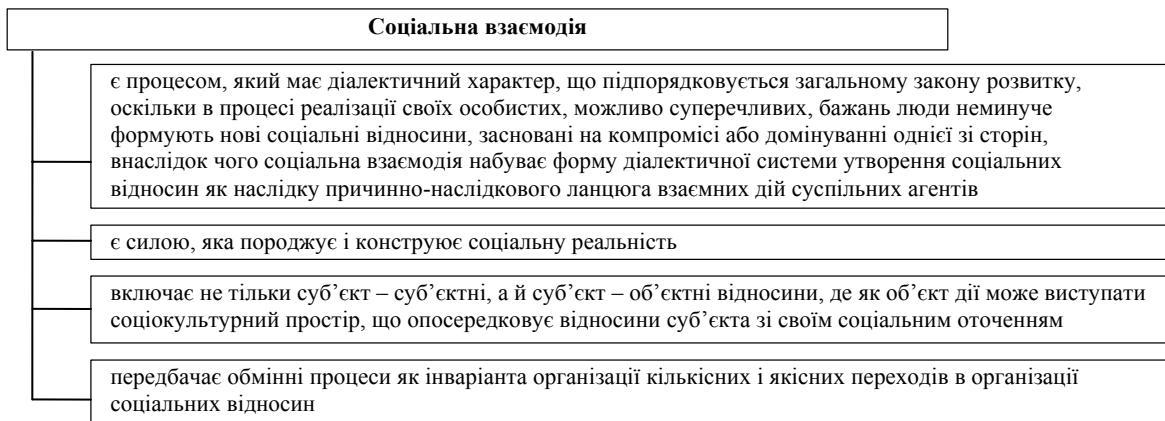 Соціальна взаємодія
є процесом, який має діалектичний характер, що підпорядковується загальному закону розвитку,
оскільки в процесі реалізації своїх особистих, можливо суперечливих, бажань люди неминуче
формують нові соціальні відносини, засновані на компромісі або домінуванні однієї зі сторін,
внаслідок чого соціальна взаємодія набуває форму діалектичної системи утворення соціальних
відносин як наслідку причинно-наслідкового ланцюга взаємних дій суспільних агентів
є силою, яка породжує і конструює соціальну реальність
включає не тільки суб’єкт – суб’єктні, а й суб’єкт – об’єктні відносини, де як об’єкт дії може виступати
соціокультурний простір, що опосередковує відносини суб’єкта зі своїм соціальним оточенням
передбачає обмінні процеси як інваріанта організації кількісних і якісних переходів в організації
соціальних відносин